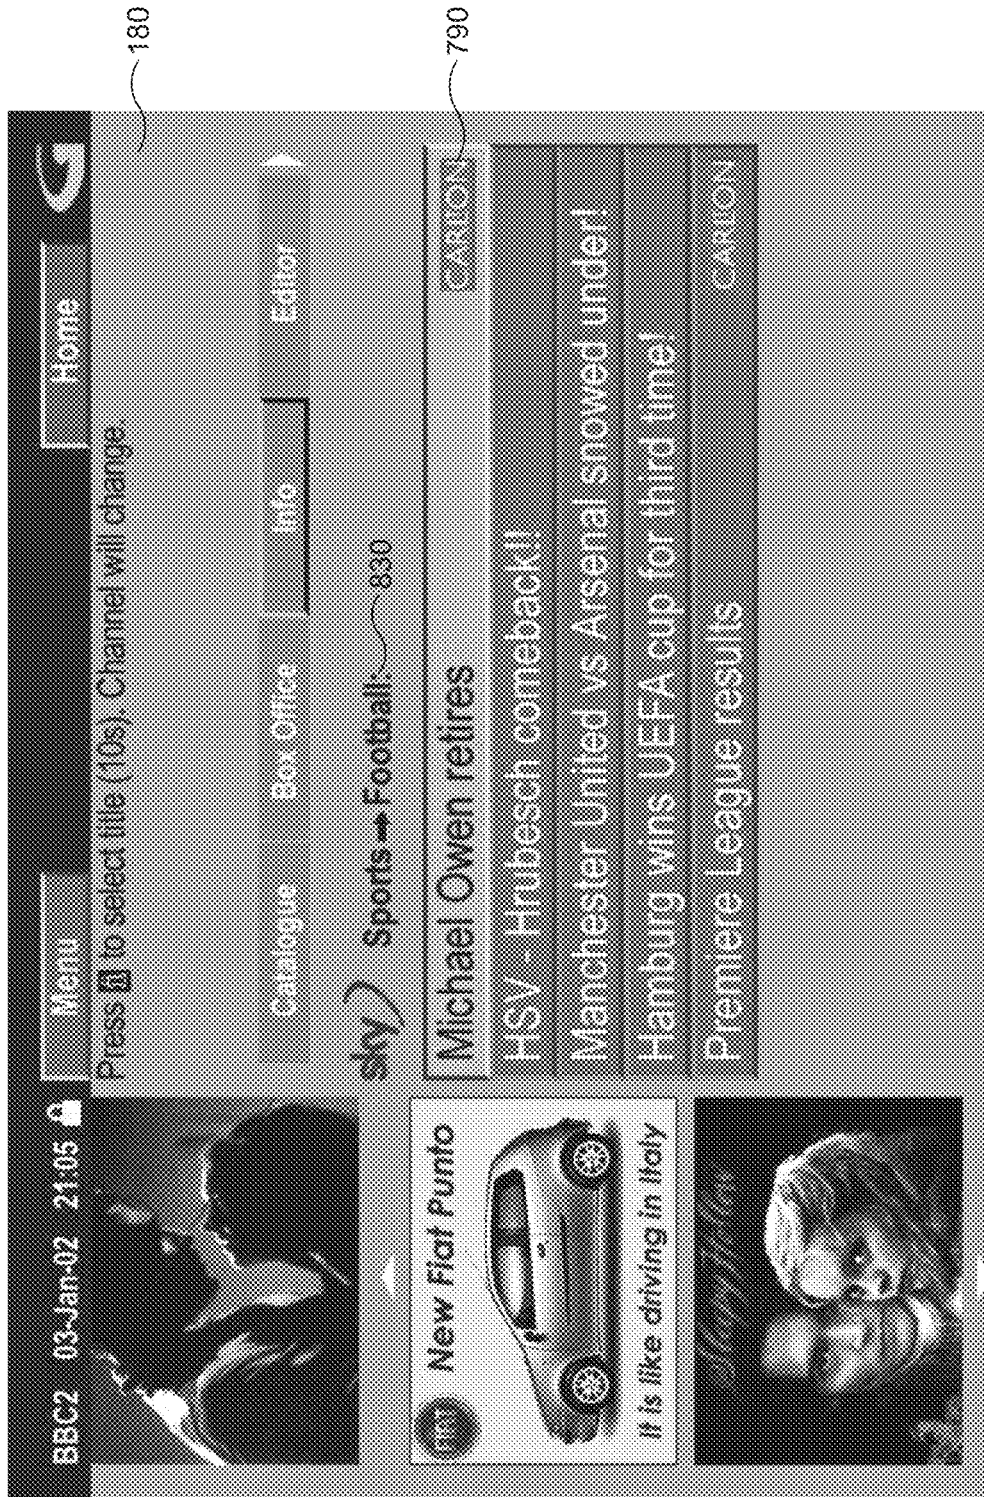 BBC2 03-Jan-02 21:05 Menu Home
Press i to select title (10s). Channel will change.
180
Catalogue Box Office Info Editor
sky Sports → Football: 830
Michael Owen retires CARLTON 790
HSV - Hrubesch comeback!!
Manchester United vs Arsenal snowed under!
Hamburg wins UEFA cup for third time!
Premiere League results CARLTON
FIAT New Fiat Punto
It is like driving in Italy